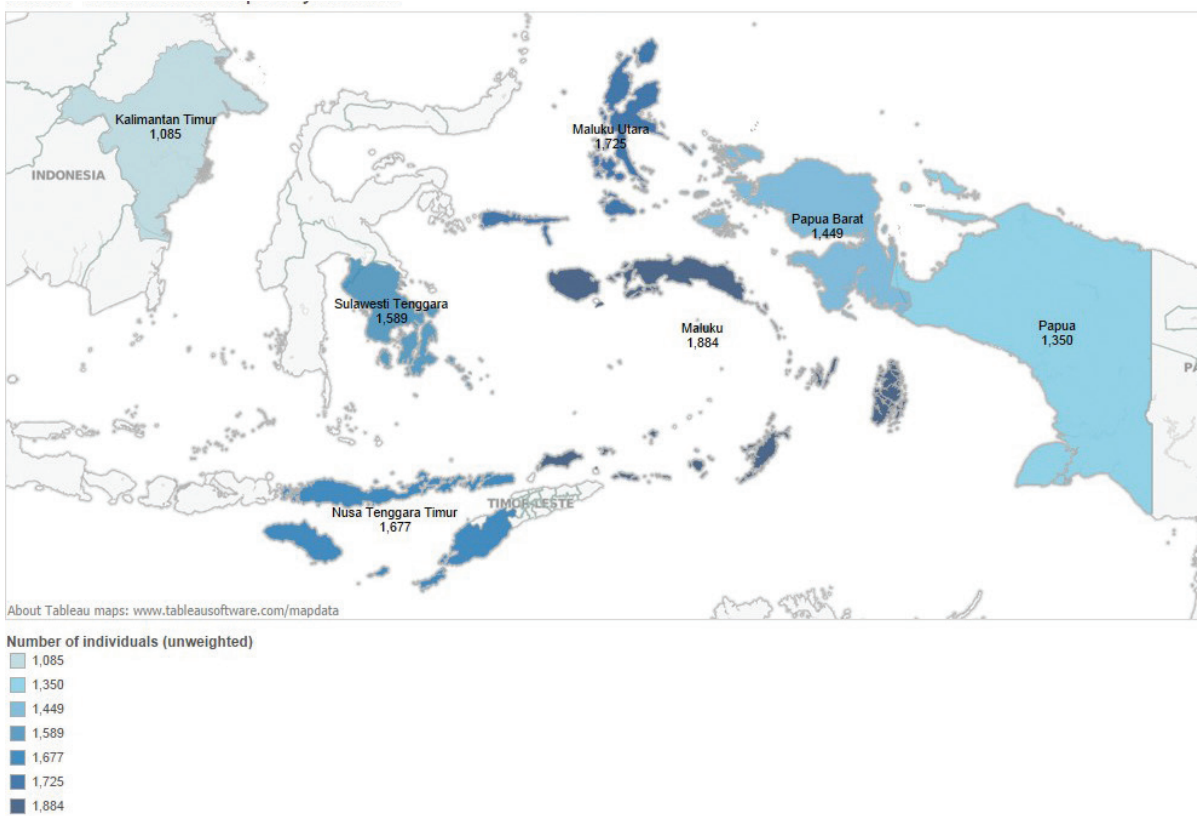 Kalimantan Timur
1,085
INDONESIA
Maluku Utara
1,725
Papua Barat
1,449
Sulawesti Tenggara
1,589
Maluku
1,884
Papua
1,350
PA
TIMOR-LESTE
Nusa Tenggara Timur
1,677
About Tableau maps: www.tableausoftware.com/mapdata
Number of individuals (unweighted)
1,085
1,350
1,449
1,589
1,677
1,725
1,884